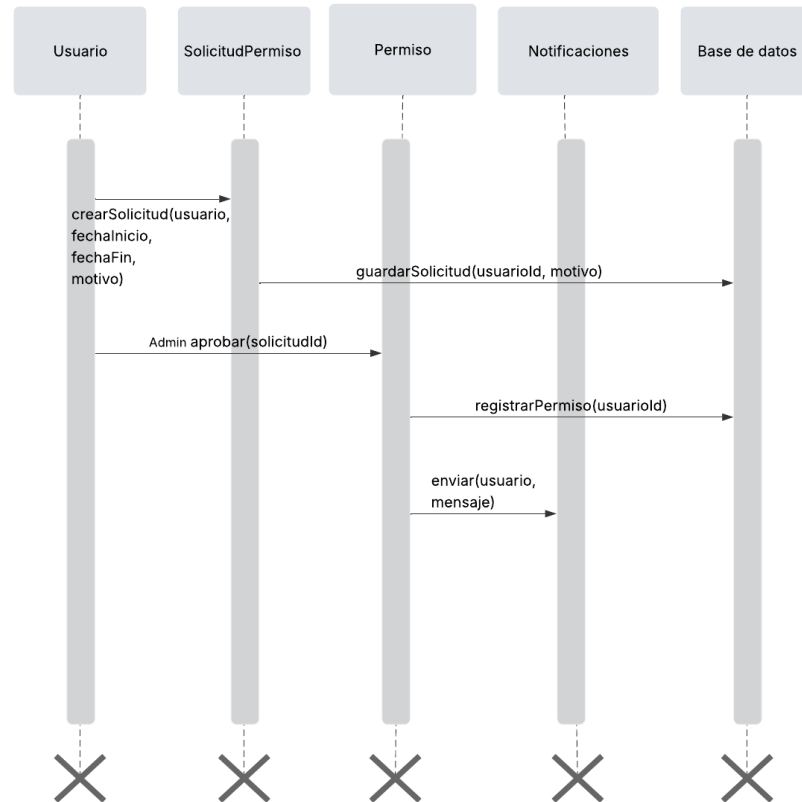 Usuario
SolicitudPermiso
Permiso
Notificaciones
Base de datos
crearSolicitud(usuario,
fechaInicio,
fechaFin,
motivo)
guardarSolicitud(usuarioId, motivo)
Admin aprobar(solicitudId)
registrarPermiso(usuarioId)
enviar(usuario,
mensaje)